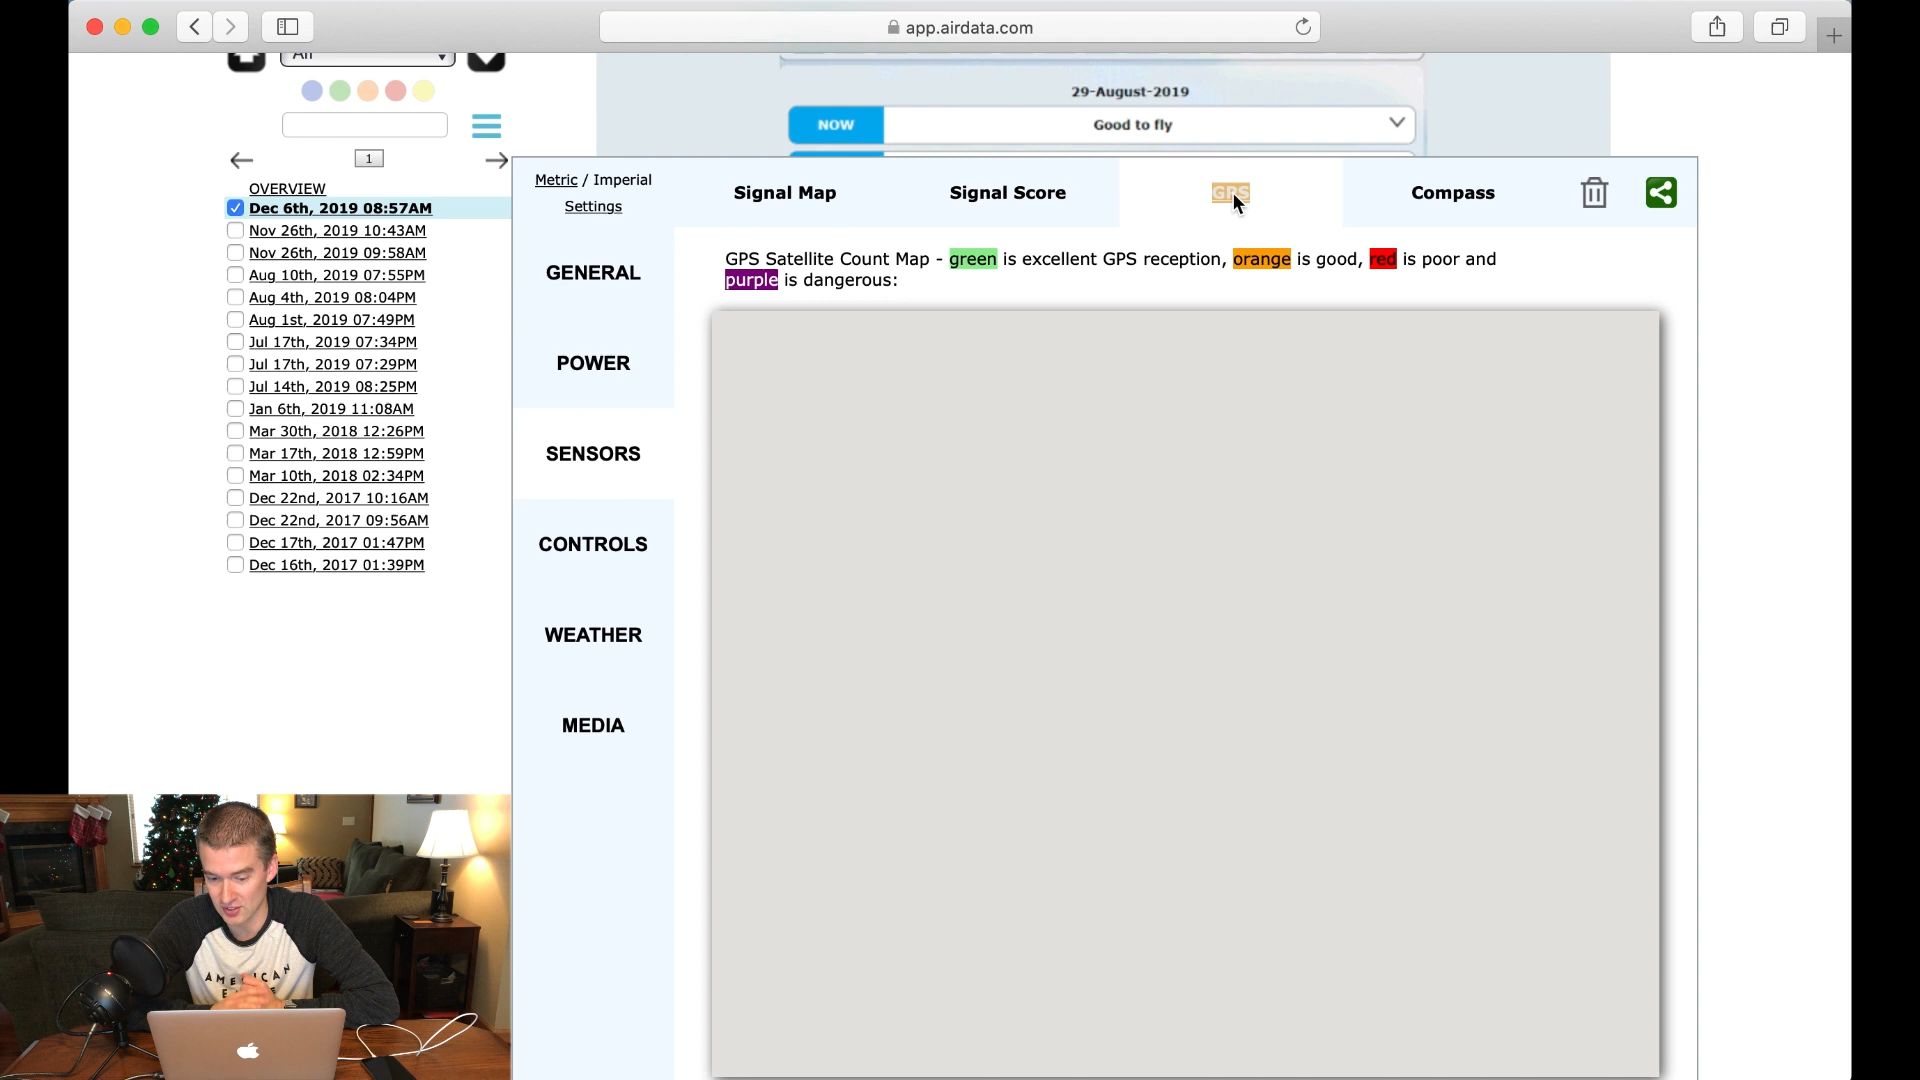 app.airdata.com
29-August-2019
NOW
Good to fly
1
OVERVIEW
Dec 6th, 2019 08:57AM
Nov 26th, 2019 10:43AM
Nov 26th, 2019 09:58AM
Aug 10th, 2019 07:55PM
Aug 4th, 2019 08:04PM
Aug 1st, 2019 07:49PM
Jul 17th, 2019 07:34PM
Jul 17th, 2019 07:29PM
Jul 14th, 2019 08:25PM
Jan 6th, 2019 11:08AM
Mar 30th, 2018 12:26PM
Mar 17th, 2018 12:59PM
Mar 10th, 2018 02:34PM
Dec 22nd, 2017 10:16AM
Dec 22nd, 2017 09:56AM
Dec 17th, 2017 01:47PM
Dec 16th, 2017 01:39PM
Metric / Imperial
Settings
Signal Map
Signal Score
GPS
Compass
GENERAL
POWER
SENSORS
CONTROLS
WEATHER
MEDIA
GPS Satellite Count Map - green is excellent GPS reception, orange is good, red is poor and
purple is dangerous: